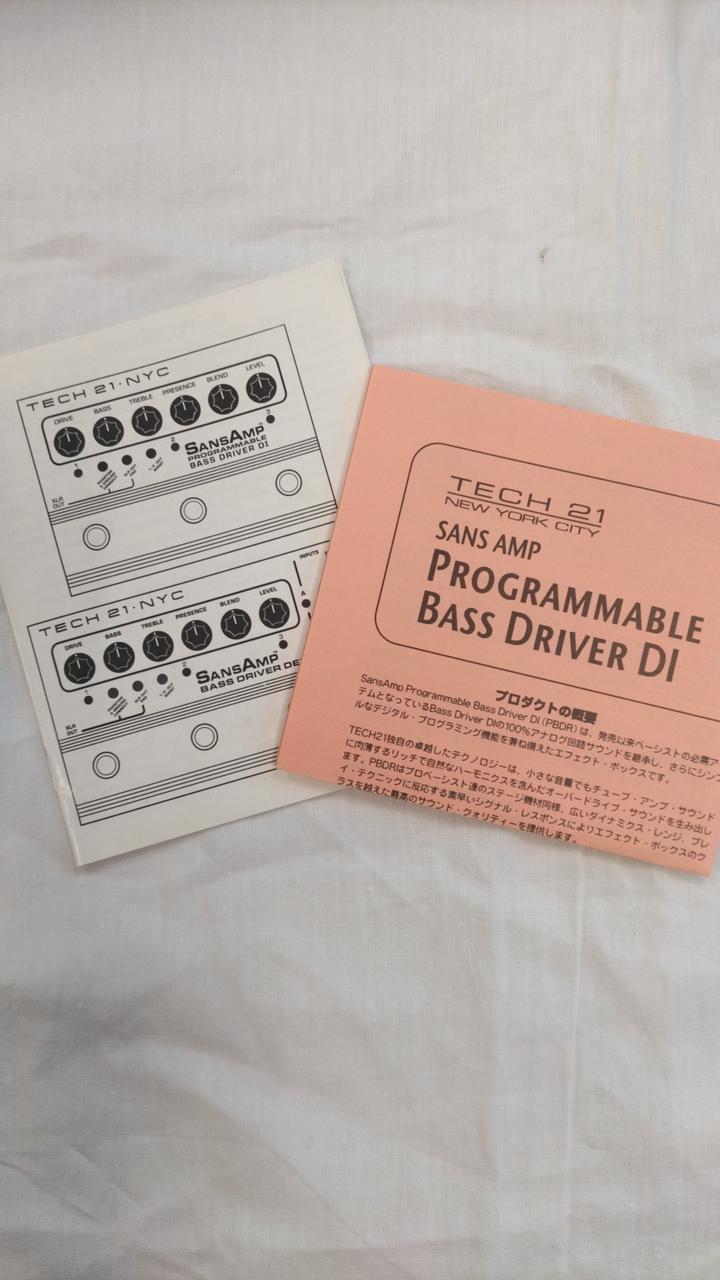 TECH 21·NYC
DRIVE BASS TREBLE PRESENCE BLEND LEVEL
1 2 3
SANSAMP™
PROGRAMMABLE
BASS DRIVER DI
XLR
OUT
TECH 21·NYC
DRIVE BASS TREBLE PRESENCE BLEND LEVEL
1 2 3
SANSAMP™
BASS DRIVER DE
XLR
OUT
INPUTS
A
TECH 21
NEW YORK CITY
SANS AMP
PROGRAMMABLE
BASS DRIVER DI
プロダクトの概要
SansAmp Programmable Bass Driver DI (PBDR) は、発売以来ベーシストの必需ア
テムとなっているBass Driver DIの100%アナログ回路サウンドを継承し、さらにシン
ルなデジタル・プログラミング機能を兼ね備えたエフェクト・ボックスです。
TECH21独自の卓越したテクノロジーは、小さな音量でもチューブ・アンプ・サウンド
に肉薄するリッチで自然なハーモニクスを含んだオーバードライブ・サウンドを生み出し
ます。PBDRはプロベーシスト達のステージ機材同様、広いダイナミクス・レンジ、プレ
イ・テクニックに反応する素早いシグナル・レスポンスによりエフェクト・ボックスのク
ラスを越えた最高のサウンド・クォリティーを提供します。